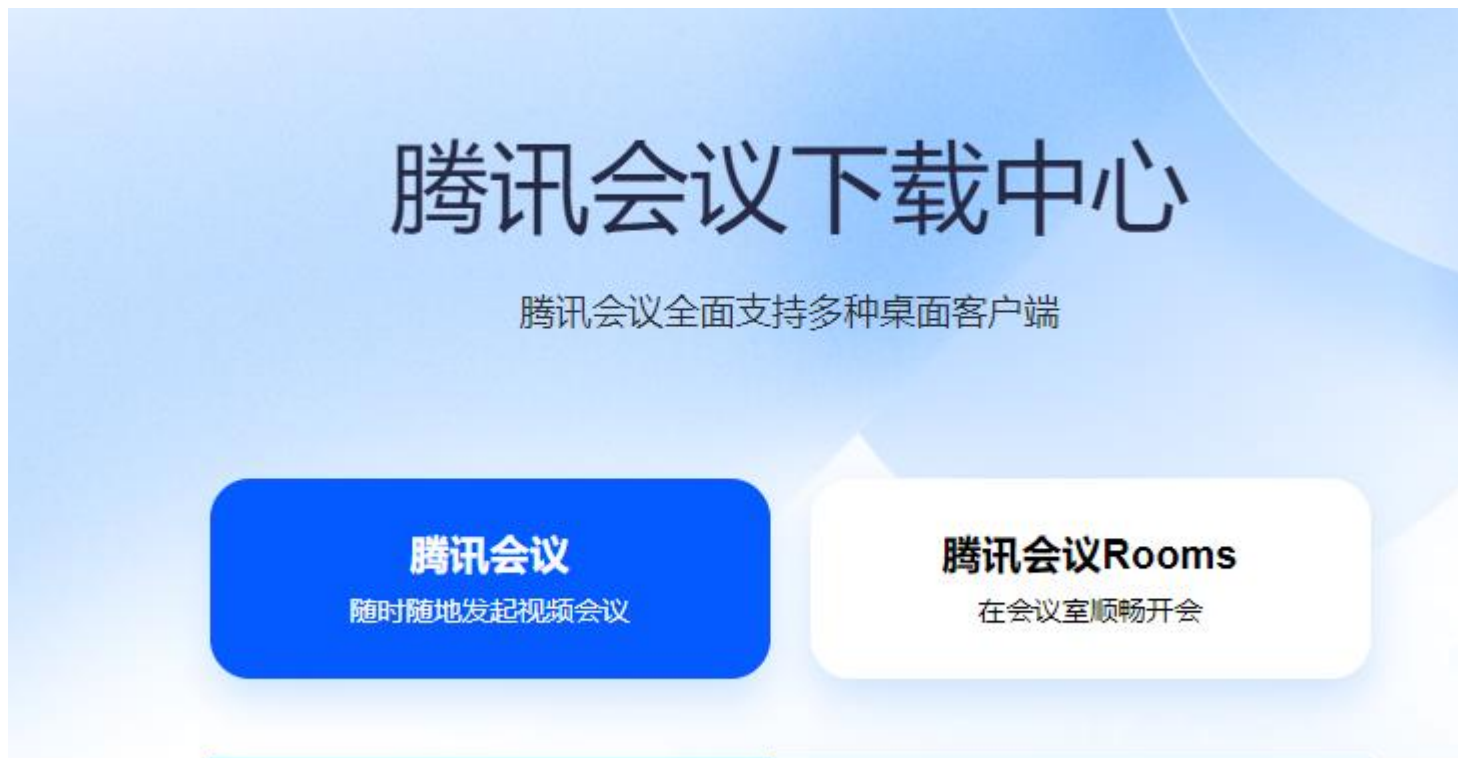 腾讯会议下载中心
腾讯会议全面支持多种桌面客户端
腾讯会议
随时随地发起视频会议
腾讯会议Rooms
在会议室顺畅开会